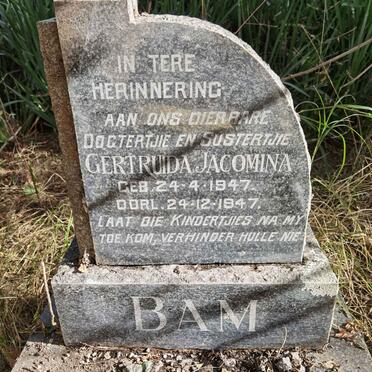 IN TERE
HERINNERING
AAN ONS DIERBARE
DOGTERTJIE EN SUSTERTJIE
GERTRUIDA JACOMINA
GEB. 24-4-1947.
OORL. 24-12-1947.
LAAT DIE KINDERTJIES NA MY
TOE KOM, VERHINDER HULLE NIE
BAM